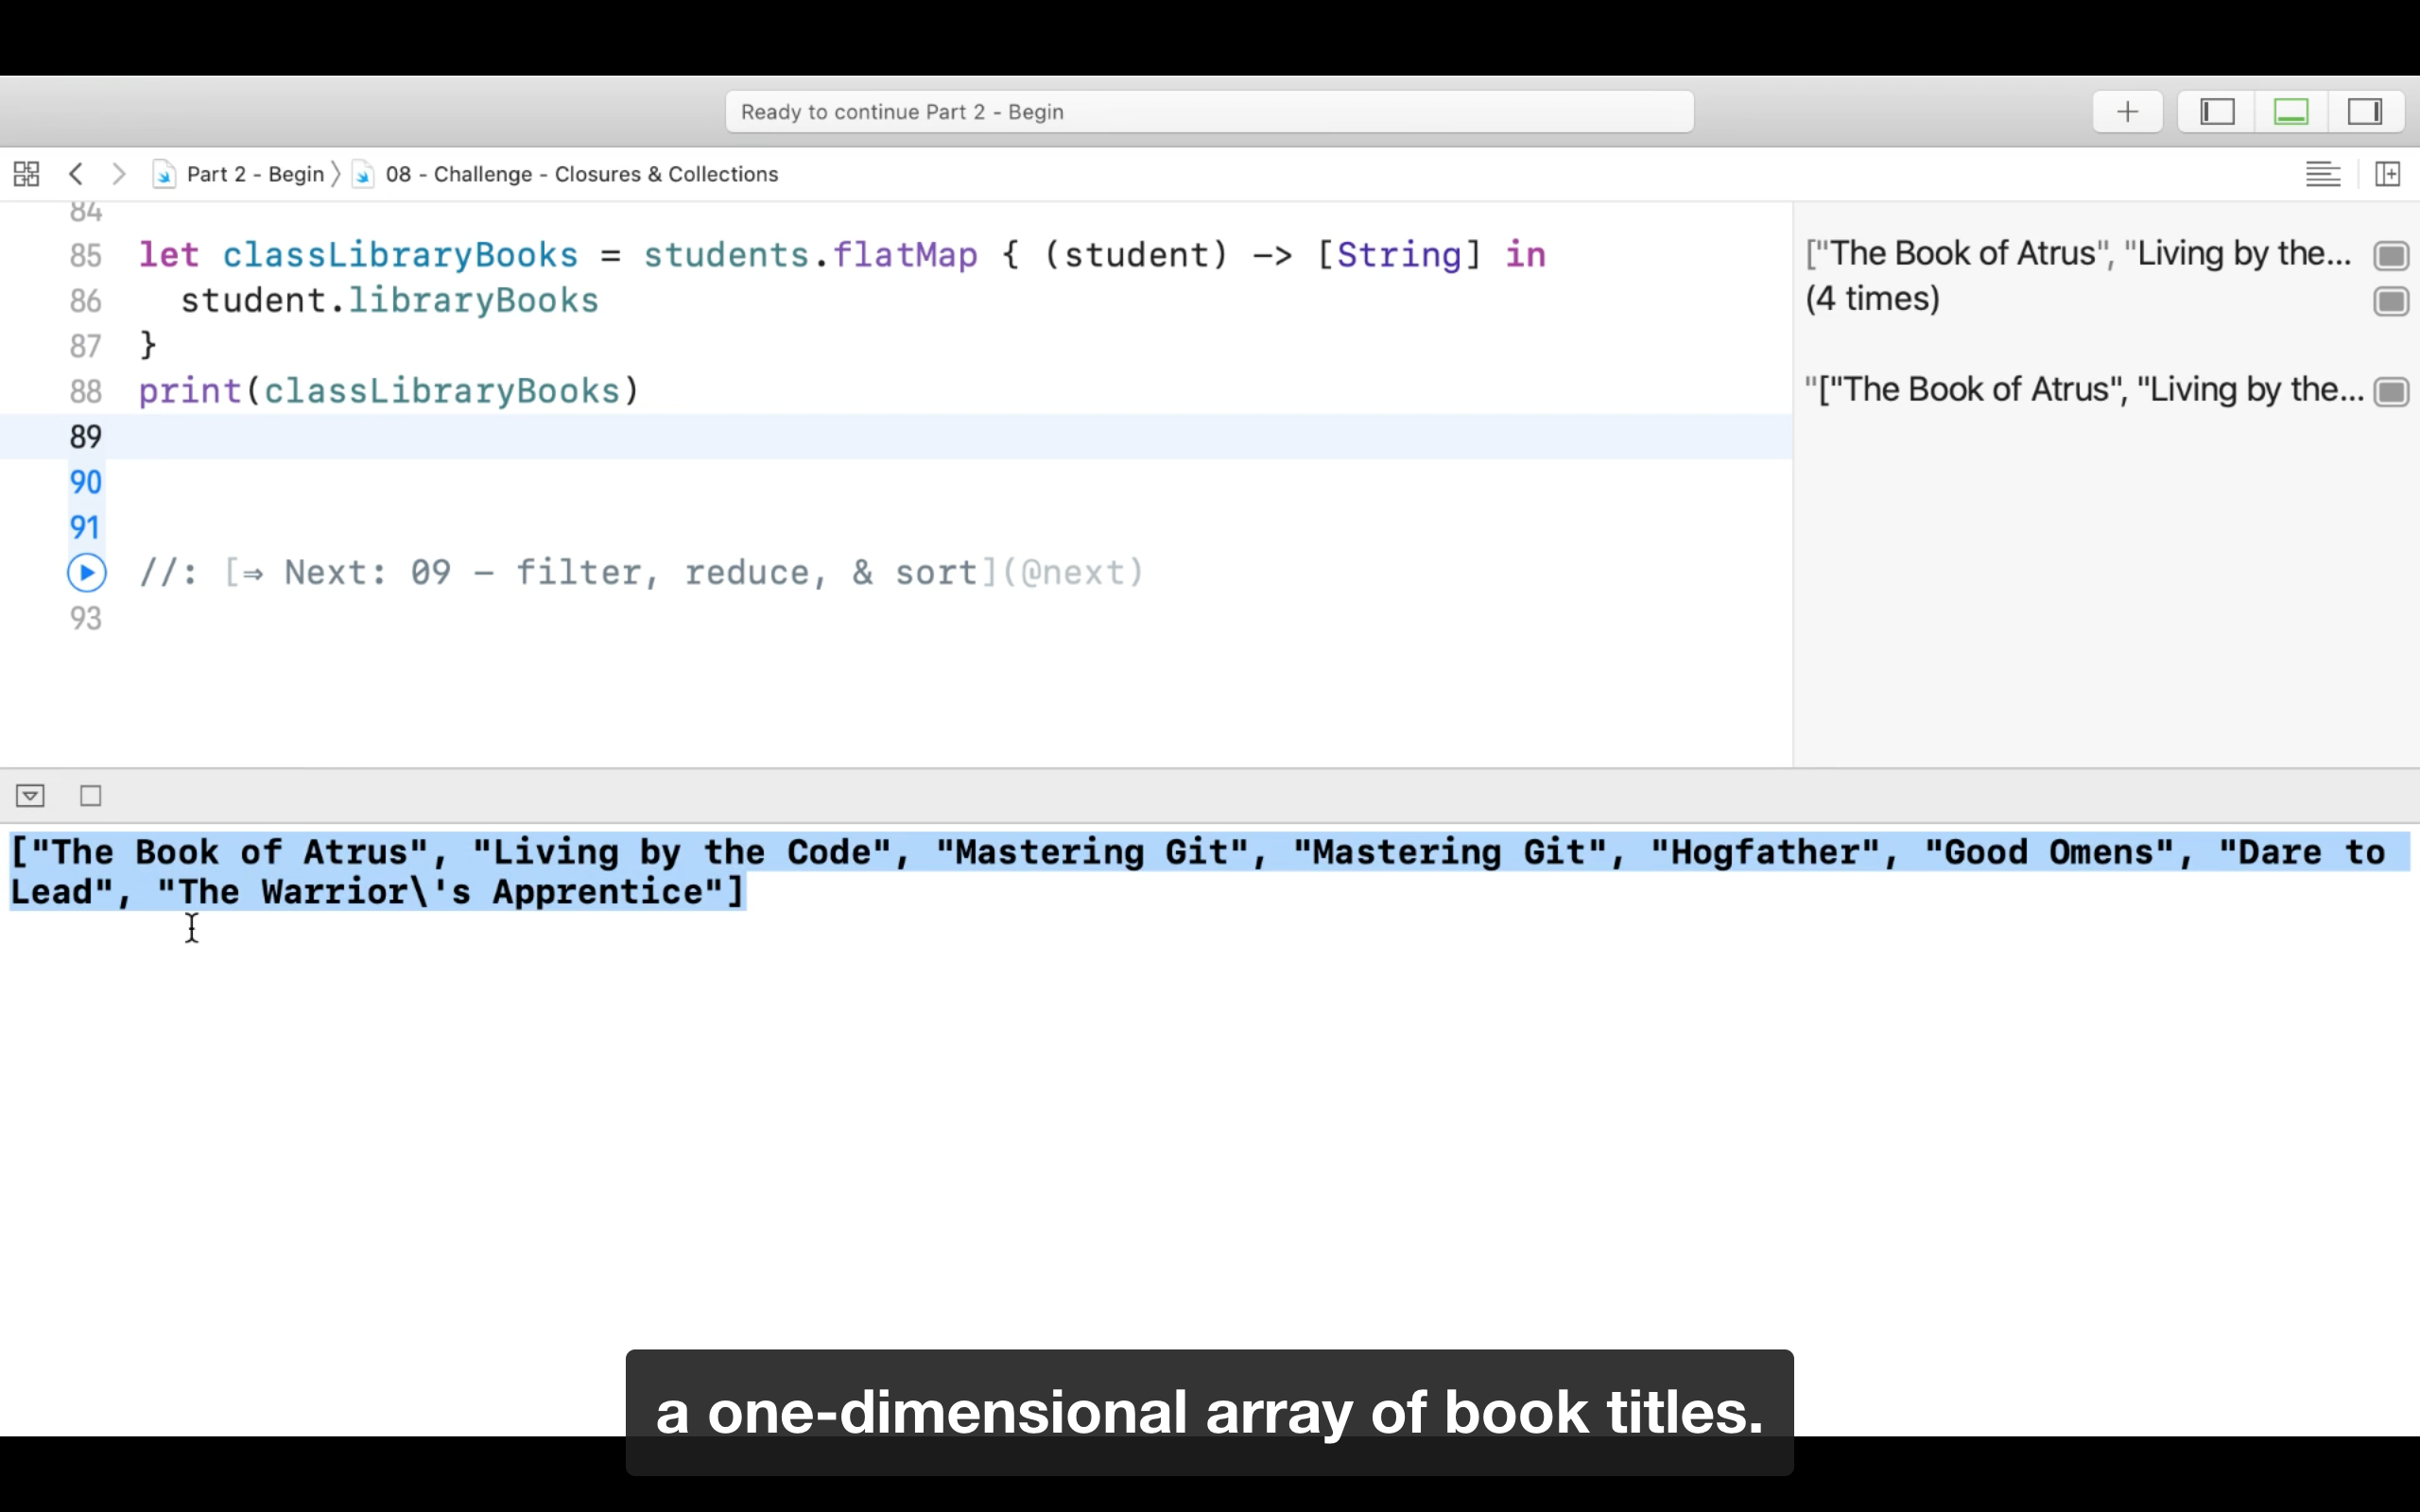 Ready to continue Part 2 - Begin
Part 2 - Begin 〉 08 - Challenge - Closures & Collections
84
85 let classLibraryBooks = students.flatMap { (student) -> [String] in
["The Book of Atrus", "Living by the...
86 student.libraryBooks
(4 times)
87 }
88 print(classLibraryBooks)
"["The Book of Atrus", "Living by the...
89
90
91
//: [⇒ Next: 09 - filter, reduce, & sort](@next)
93
["The Book of Atrus", "Living by the Code", "Mastering Git", "Mastering Git", "Hogfather", "Good Omens", "Dare to
Lead", "The Warrior\'s Apprentice"]
a one-dimensional array of book titles.